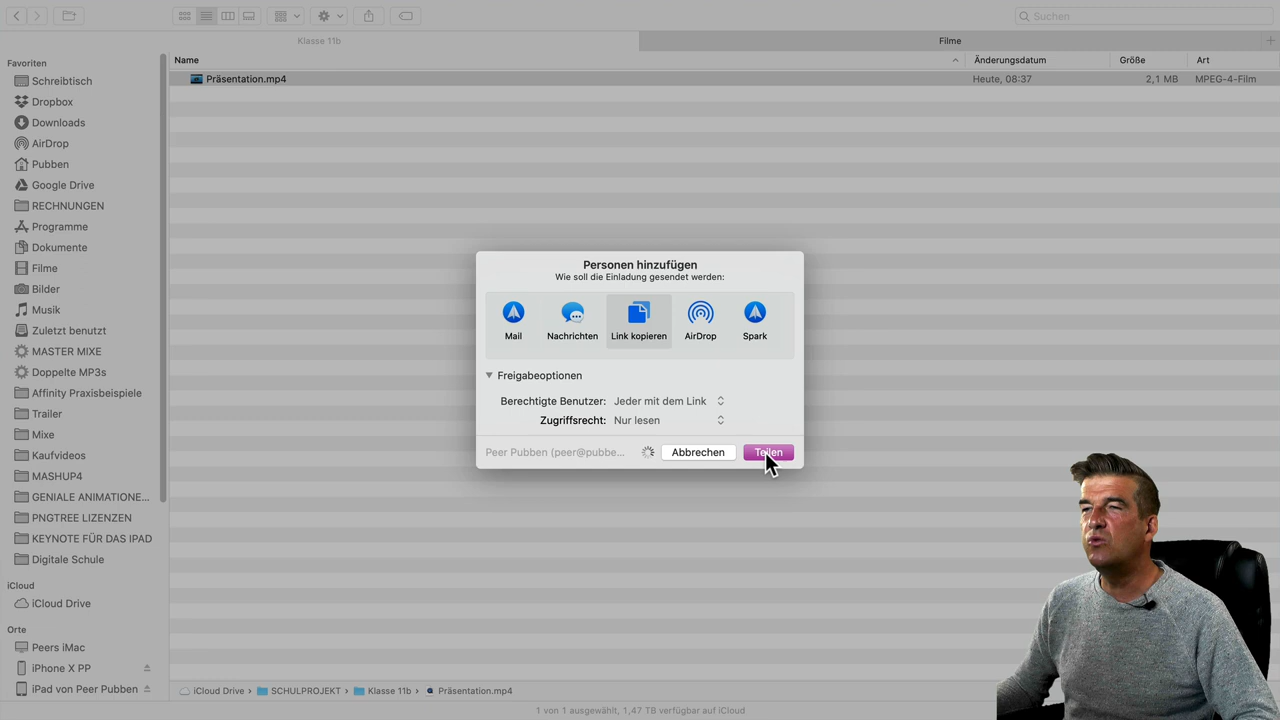 Suchen
Klasse 11b
Filme
Favoriten
Schreibtisch
Dropbox
Downloads
AirDrop
Pubben
Google Drive
RECHNUNGEN
Programme
Dokumente
Filme
Bilder
Musik
Zuletzt benutzt
MASTER MIXE
Doppelte MP3s
Affinity Praxisbeispiele
Trailer
Mixe
Kaufvideos
MASHUP4
GENIALE ANIMATIONE...
PNGTREE LIZENZEN
KEYNOTE FÜR DAS IPAD
Digitale Schule
iCloud
iCloud Drive
Orte
Peers iMac
iPhone X PP
iPad von Peer Pubben
Name Änderungsdatum Größe Art
Präsentation.mp4 Heute, 08:37 2,1 MB MPEG-4-Film
Personen hinzufügen
Wie soll die Einladung gesendet werden:
Mail Nachrichten Link kopieren AirDrop Spark
Freigabeoptionen
Berechtigte Benutzer: Jeder mit dem Link
Zugriffsrecht: Nur lesen
Peer Pubben (peer@pubbe... Abbrechen Teilen
iCloud Drive › SCHULPROJEKT › Klasse 11b › Präsentation.mp4
1 von 1 ausgewählt, 1,47 TB verfügbar auf iCloud